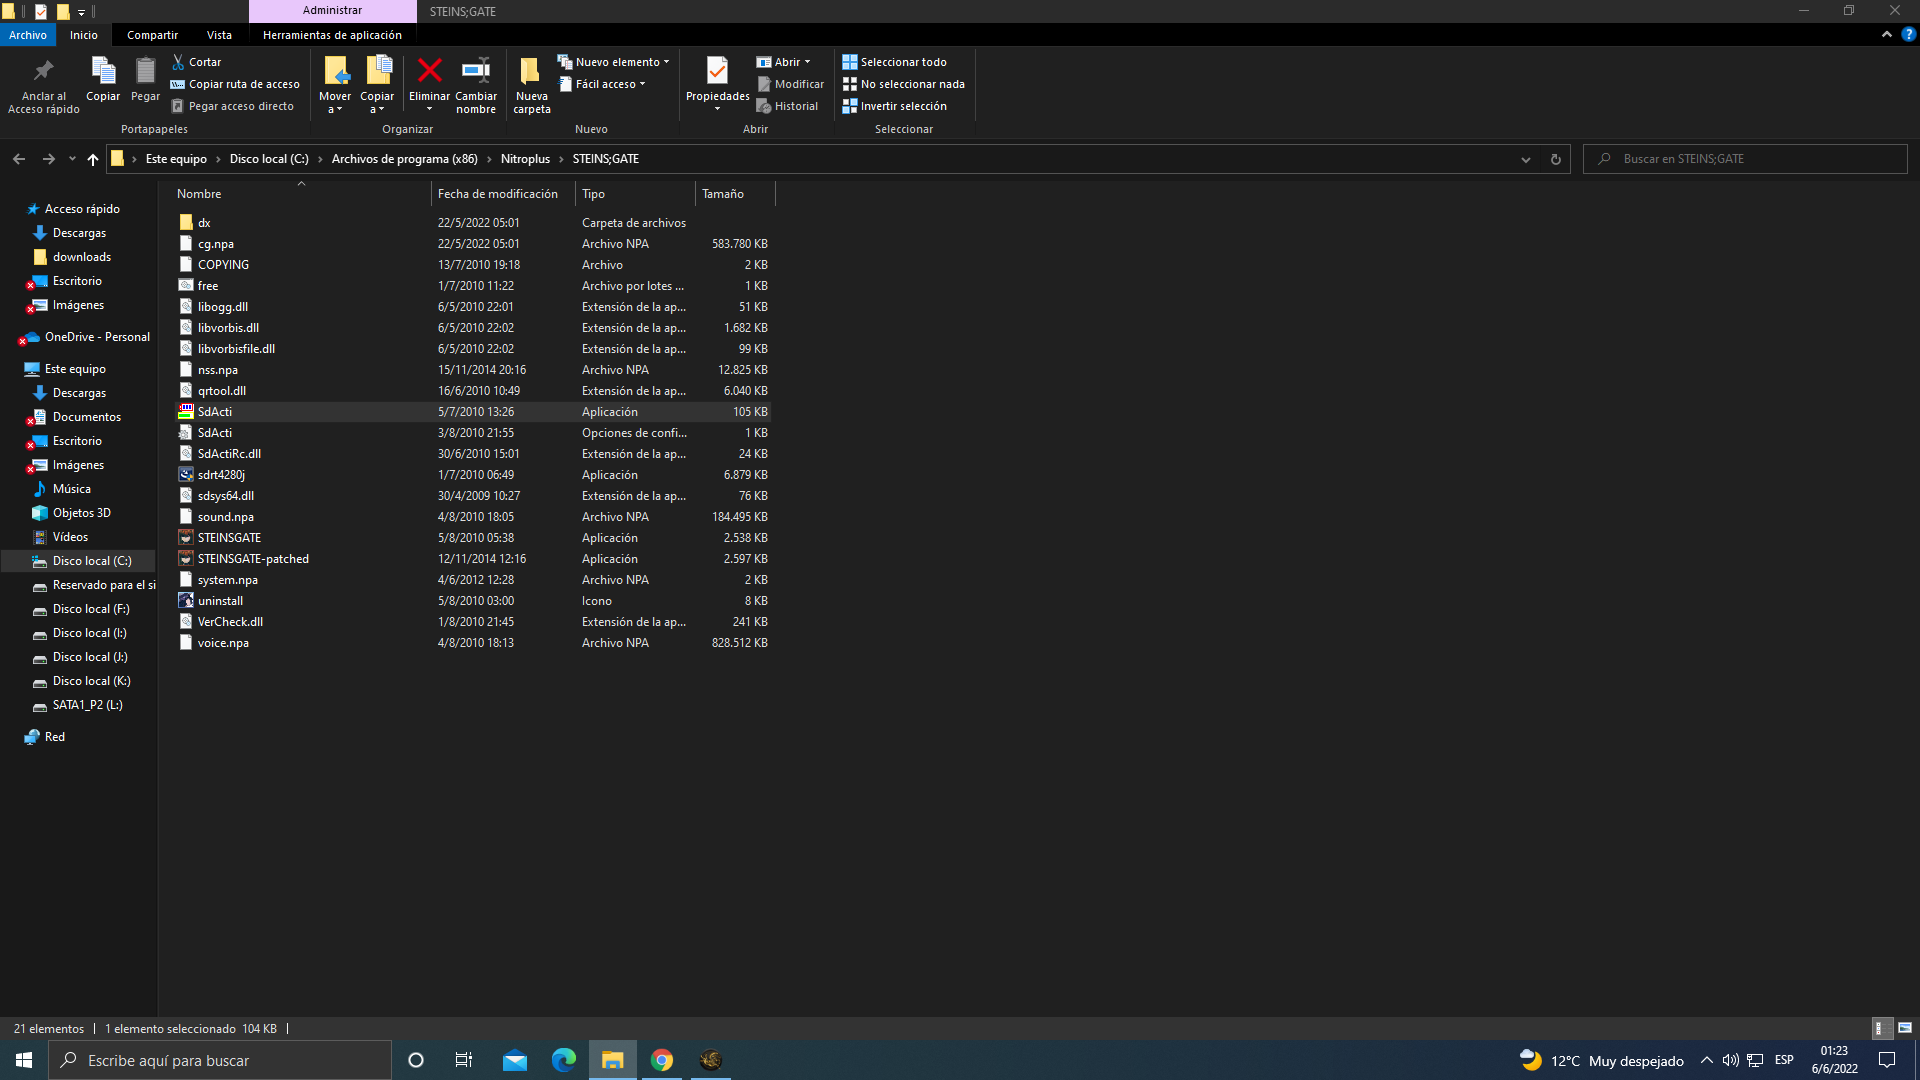 Administrar
STEINS;GATE
Archivo
Inicio
Compartir
Vista
Herramientas de aplicación
Anclar al
Acceso rápido
Copiar
Pegar
Cortar
Copiar ruta de acceso
Pegar acceso directo
Portapapeles
Mover
a
Copiar
a
Eliminar
Cambiar
nombre
Organizar
Nueva
carpeta
Nuevo elemento
Fácil acceso
Nuevo
Propiedades
Abrir
Modificar
Historial
Abrir
Seleccionar todo
No seleccionar nada
Invertir selección
Seleccionar
Este equipo > Disco local (C:) > Archivos de programa (x86) > Nitroplus > STEINS;GATE
Buscar en STEINS;GATE
Acceso rápido
Descargas
downloads
Escritorio
Imágenes
OneDrive - Personal
Este equipo
Descargas
Documentos
Escritorio
Imágenes
Música
Objetos 3D
Vídeos
Disco local (C:)
Reservado para el si
Disco local (F:)
Disco local (I:)
Disco local (J:)
Disco local (K:)
SATA1_P2 (L:)
Red
Nombre Fecha de modificación Tipo Tamaño
dx 22/5/2022 05:01 Carpeta de archivos
cg.npa 22/5/2022 05:01 Archivo NPA 583.780 KB
COPYING 13/7/2010 19:18 Archivo 2 KB
free 1/7/2010 11:22 Archivo por lotes ... 1 KB
libogg.dll 6/5/2010 22:01 Extensión de la ap... 51 KB
libvorbis.dll 6/5/2010 22:02 Extensión de la ap... 1.682 KB
libvorbisfile.dll 6/5/2010 22:02 Extensión de la ap... 99 KB
nss.npa 15/11/2014 20:16 Archivo NPA 12.825 KB
qrtool.dll 16/6/2010 10:49 Extensión de la ap... 6.040 KB
SdActi 5/7/2010 13:26 Aplicación 105 KB
SdActi 3/8/2010 21:55 Opciones de confi... 1 KB
SdActiRc.dll 30/6/2010 15:01 Extensión de la ap... 24 KB
sdrt4280j 1/7/2010 06:49 Aplicación 6.879 KB
sdsys64.dll 30/4/2009 10:27 Extensión de la ap... 76 KB
sound.npa 4/8/2010 18:05 Archivo NPA 184.495 KB
STEINSGATE 5/8/2010 05:38 Aplicación 2.538 KB
STEINSGATE-patched 12/11/2014 12:16 Aplicación 2.597 KB
system.npa 4/6/2012 12:28 Archivo NPA 2 KB
uninstall 5/8/2010 03:00 Icono 8 KB
VerCheck.dll 1/8/2010 21:45 Extensión de la ap... 241 KB
voice.npa 4/8/2010 18:13 Archivo NPA 828.512 KB
21 elementos | 1 elemento seleccionado 104 KB |
Escribe aquí para buscar
12°C Muy despejado
ESP
01:23
6/6/2022